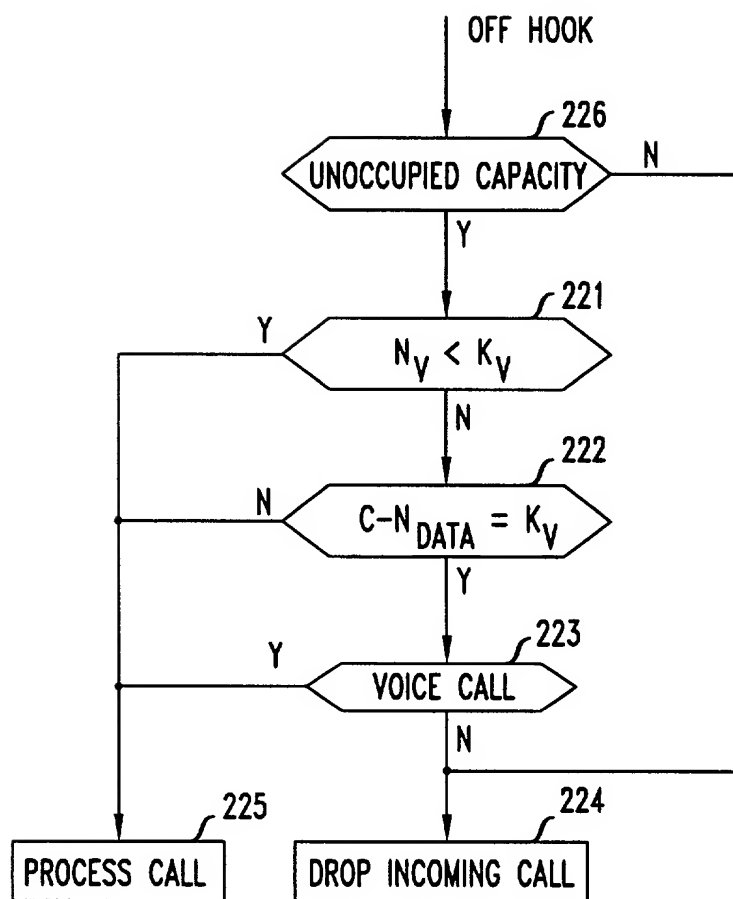 OFF HOOK
226
UNOCCUPIED CAPACITY
N
Y
221
Y
N_V < K_V
N
222
N
C-N_DATA = K_V
Y
223
Y
VOICE CALL
N
225
224
PROCESS CALL
DROP INCOMING CALL